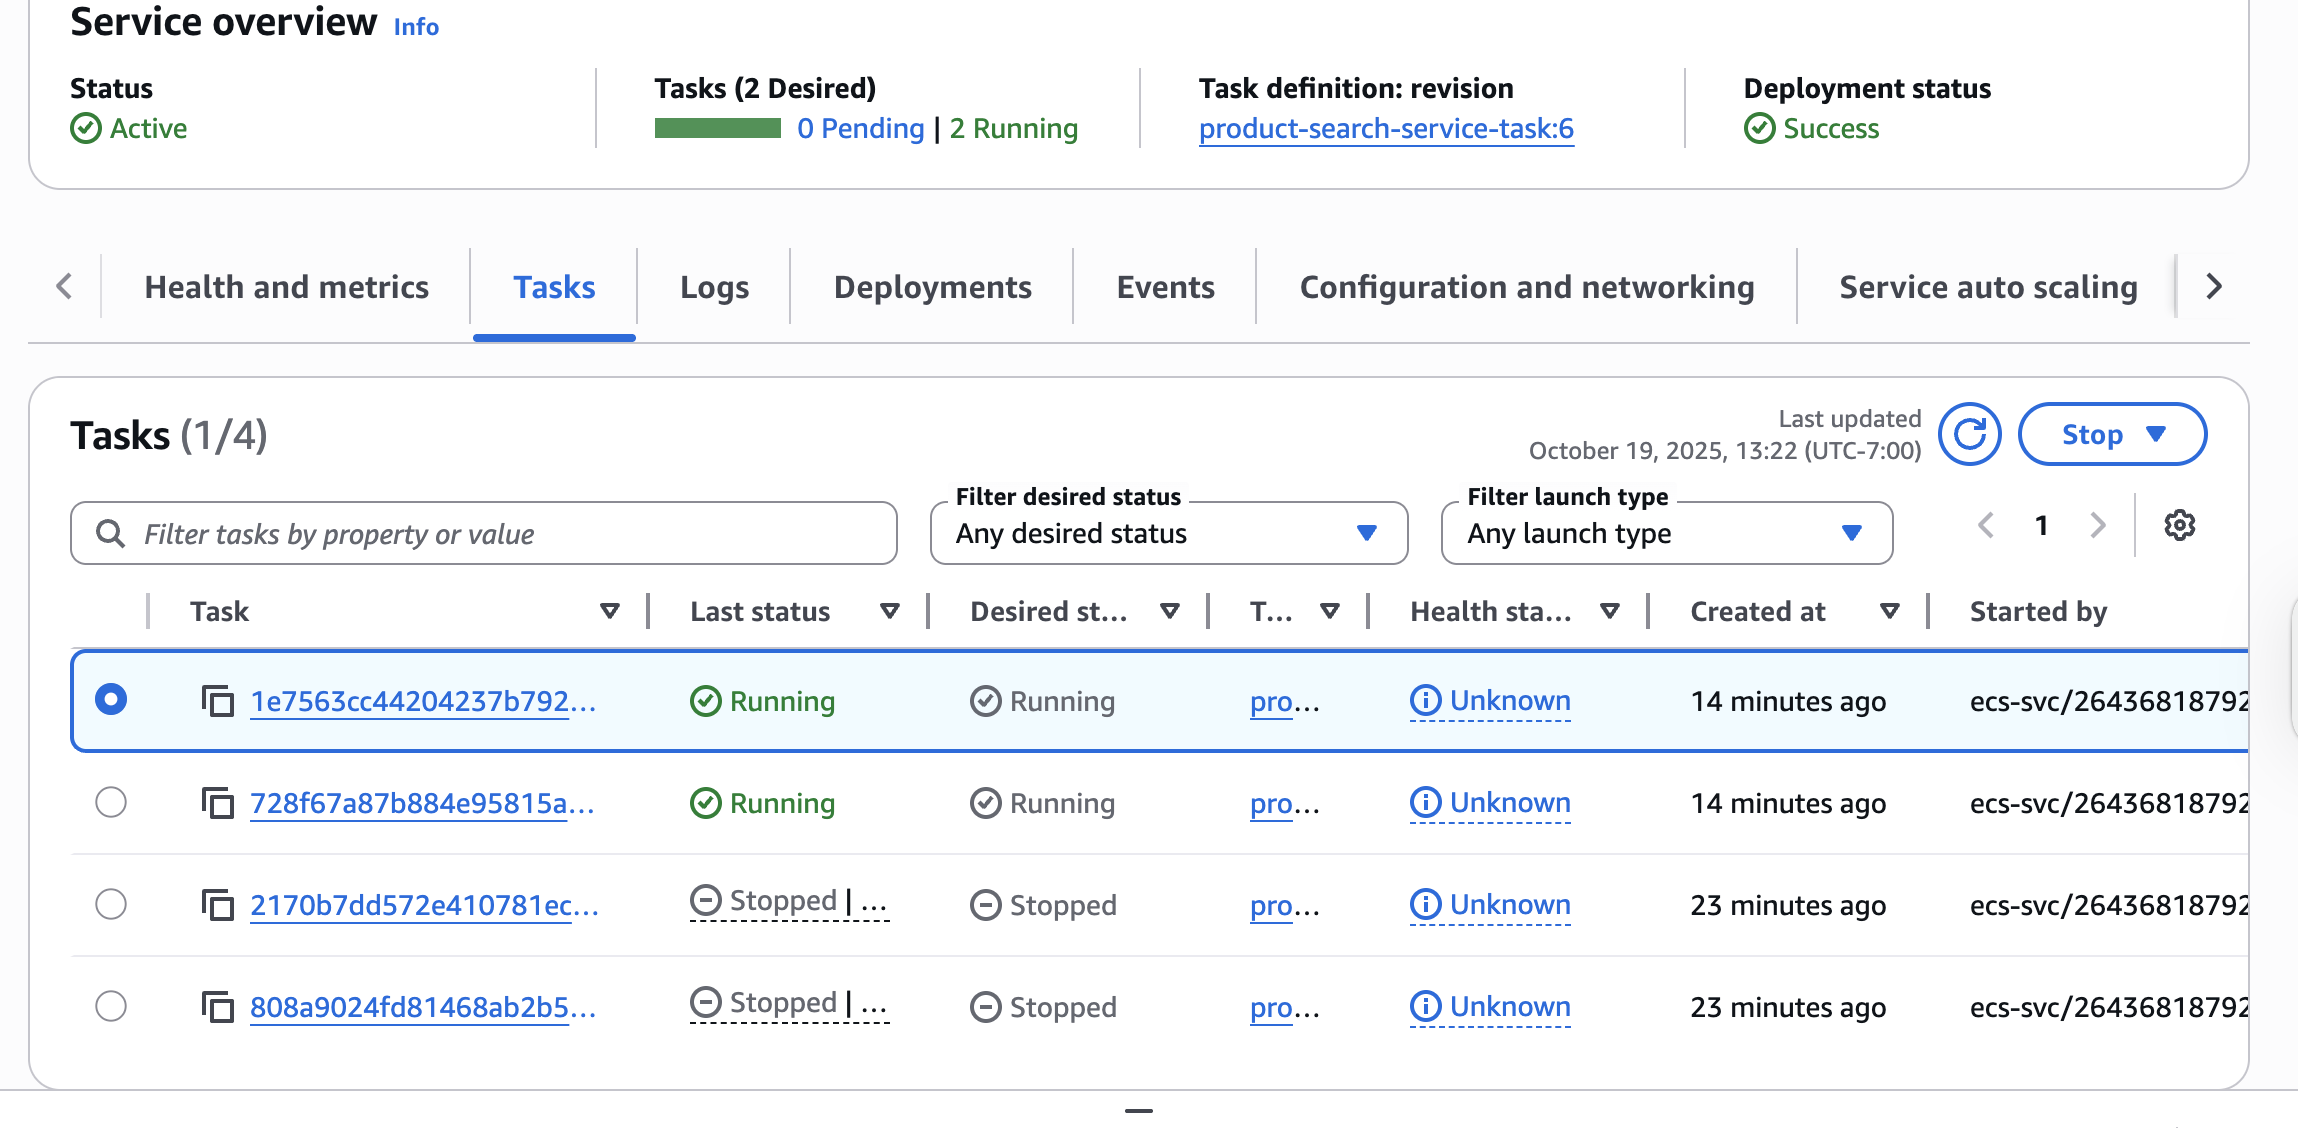 Service overview Info
Status
Active
Tasks (2 Desired)
0 Pending | 2 Running
Task definition: revision
product-search-service-task:6
Deployment status
Success
Health and metrics Tasks Logs Deployments Events Configuration and networking Service auto scaling
Tasks (1/4)
Last updated
October 19, 2025, 13:22 (UTC-7:00)
Stop
Filter tasks by property or value
Filter desired status
Any desired status
Filter launch type
Any launch type
1
Task Last status Desired st... T... Health sta... Created at Started by
1e7563cc44204237b792... Running Running pro... Unknown 14 minutes ago ecs-svc/26436818792
728f67a87b884e95815a... Running Running pro... Unknown 14 minutes ago ecs-svc/26436818792
2170b7dd572e410781ec... Stopped | ... Stopped pro... Unknown 23 minutes ago ecs-svc/26436818792
808a9024fd81468ab2b5... Stopped | ... Stopped pro... Unknown 23 minutes ago ecs-svc/26436818792